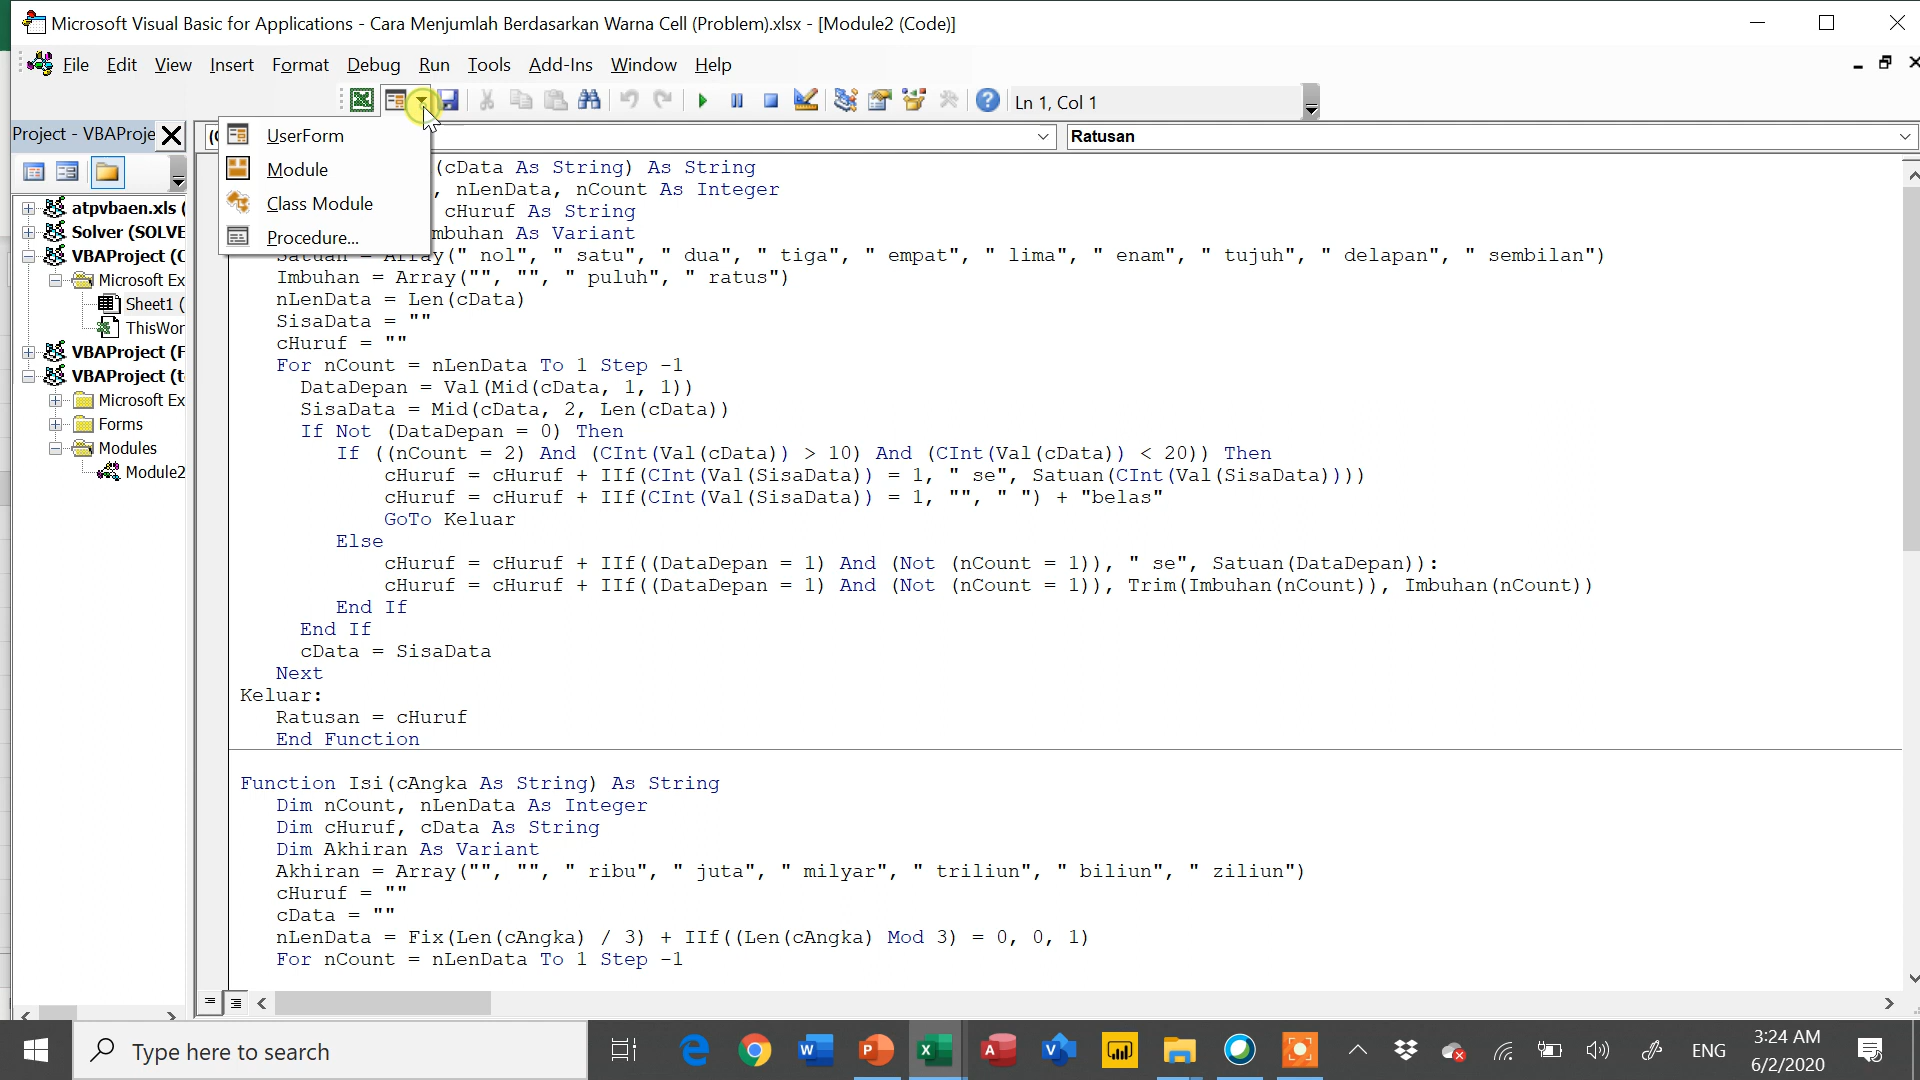 Microsoft Visual Basic for Applications - Cara Menjumlah Berdasarkan Warna Cell (Problem).xlsx - [Module2 (Code)]
File Edit View Insert Format Debug Run Tools Add-Ins Window Help
Ln 1, Col 1
Project - VBAProje
Ratusan
UserForm
Module
Class Module
Procedure...
atpvbaen.xls (
Solver (SOLVE
VBAProject (C
Microsoft Ex
Sheet1 (
ThisWor
VBAProject (F
VBAProject (t
Microsoft Ex
Forms
Modules
Module2
(cData As String) As String
, nLenData, nCount As Integer
cHuruf As String
mbuhan As Variant
Satuan = Array(" nol", " satu", " dua", " tiga", " empat", " lima", " enam", " tujuh", " delapan", " sembilan")
Imbuhan = Array("", "", " puluh", " ratus")
nLenData = Len(cData)
SisaData = ""
cHuruf = ""
For nCount = nLenData To 1 Step -1
DataDepan = Val(Mid(cData, 1, 1))
SisaData = Mid(cData, 2, Len(cData))
If Not (DataDepan = 0) Then
If ((nCount = 2) And (CInt(Val(cData)) > 10) And (CInt(Val(cData)) < 20)) Then
cHuruf = cHuruf + IIf(CInt(Val(SisaData)) = 1, " se", Satuan(CInt(Val(SisaData))))
cHuruf = cHuruf + IIf(CInt(Val(SisaData)) = 1, "", " ") + "belas"
GoTo Keluar
Else
cHuruf = cHuruf + IIf((DataDepan = 1) And (Not (nCount = 1)), " se", Satuan(DataDepan)):
cHuruf = cHuruf + IIf((DataDepan = 1) And (Not (nCount = 1)), Trim(Imbuhan(nCount)), Imbuhan(nCount))
End If
End If
cData = SisaData
Next
Keluar:
Ratusan = cHuruf
End Function
Function Isi(cAngka As String) As String
Dim nCount, nLenData As Integer
Dim cHuruf, cData As String
Dim Akhiran As Variant
Akhiran = Array("", "", " ribu", " juta", " milyar", " triliun", " biliun", " ziliun")
cHuruf = ""
cData = ""
nLenData = Fix(Len(cAngka) / 3) + IIf((Len(cAngka) Mod 3) = 0, 0, 1)
For nCount = nLenData To 1 Step -1
Type here to search
ENG
3:24 AM
6/2/2020